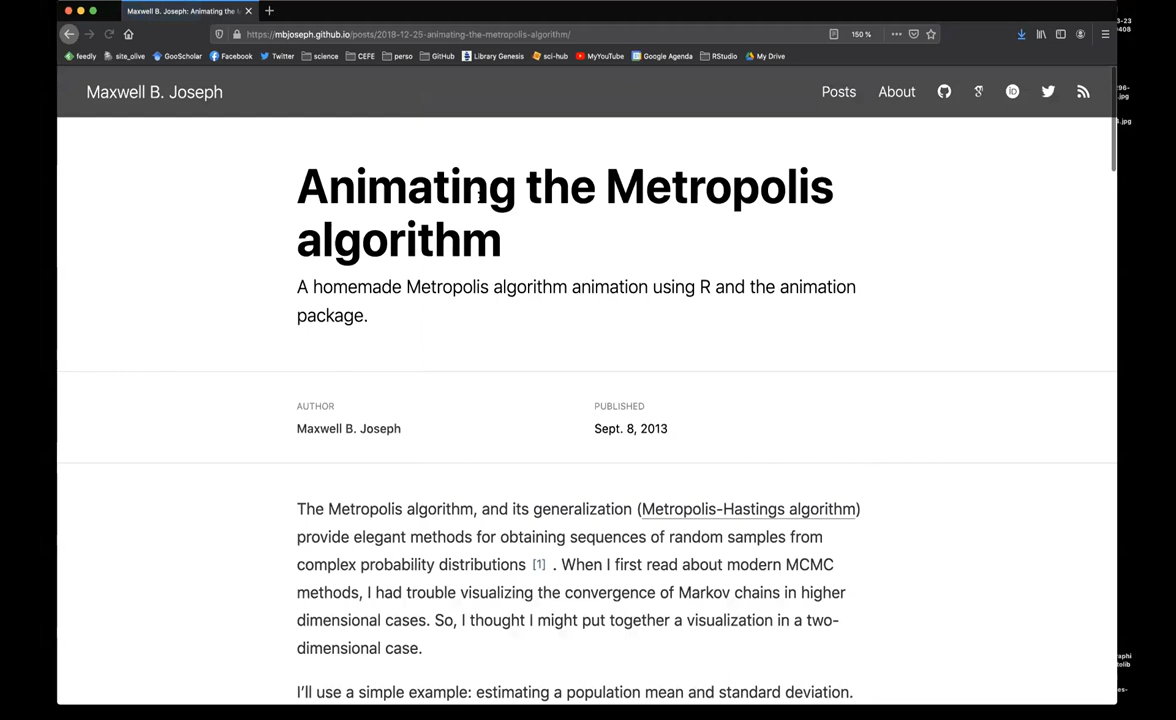 Maxwell B. Joseph: Animating the M
https://mbjoseph.github.io/posts/2018-12-25-animating-the-metropolis-algorithm/
150%
feedly site_olive GooScholar Facebook Twitter science CEFE perso GitHub Library Genesis sci-hub MyYouTube Google Agenda RStudio My Drive
Maxwell B. Joseph Posts About
Animating the Metropolis
algorithm
A homemade Metropolis algorithm animation using R and the animation
package.
AUTHOR PUBLISHED
Maxwell B. Joseph Sept. 8, 2013
The Metropolis algorithm, and its generalization (Metropolis-Hastings algorithm)
provide elegant methods for obtaining sequences of random samples from
complex probability distributions [1] . When I first read about modern MCMC
methods, I had trouble visualizing the convergence of Markov chains in higher
dimensional cases. So, I thought I might put together a visualization in a two-
dimensional case.
I'll use a simple example: estimating a population mean and standard deviation.